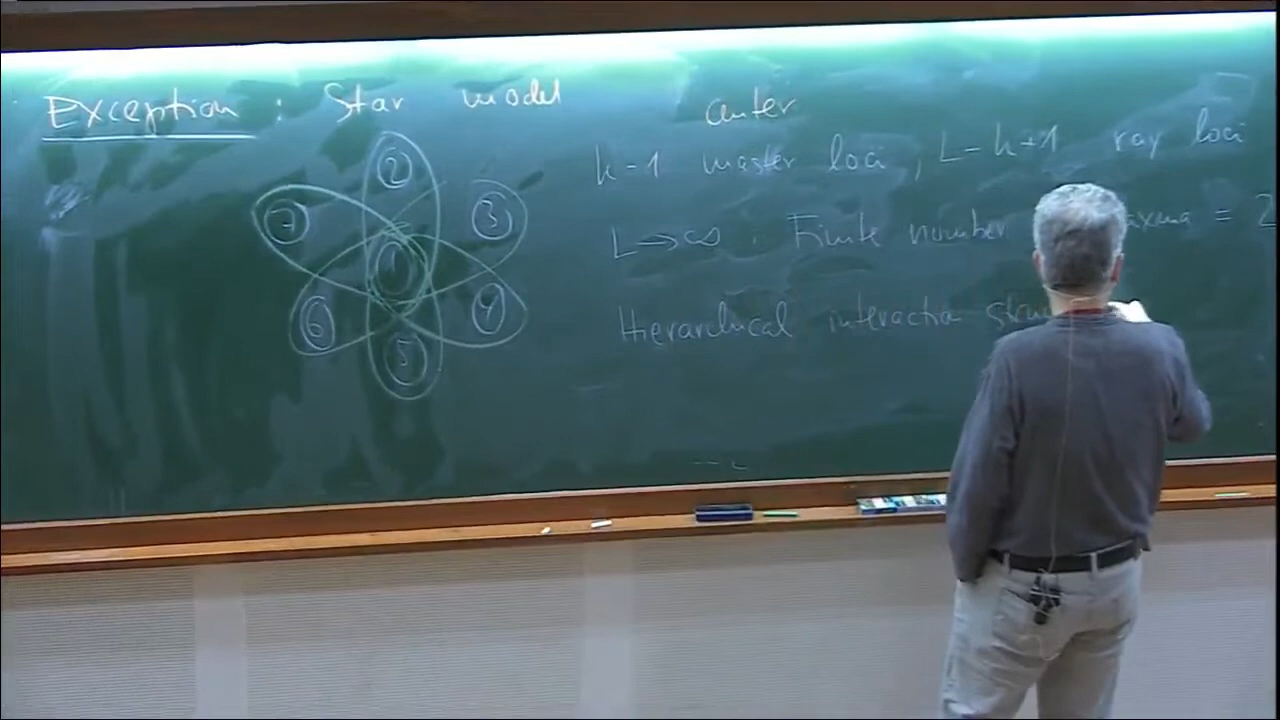 Exception : Star model
2
7
3
1
6
4
5
center
k-1 master loci , L-k+1 ray loci
L→∞ : Finite number = 2
Hierarchical interaction